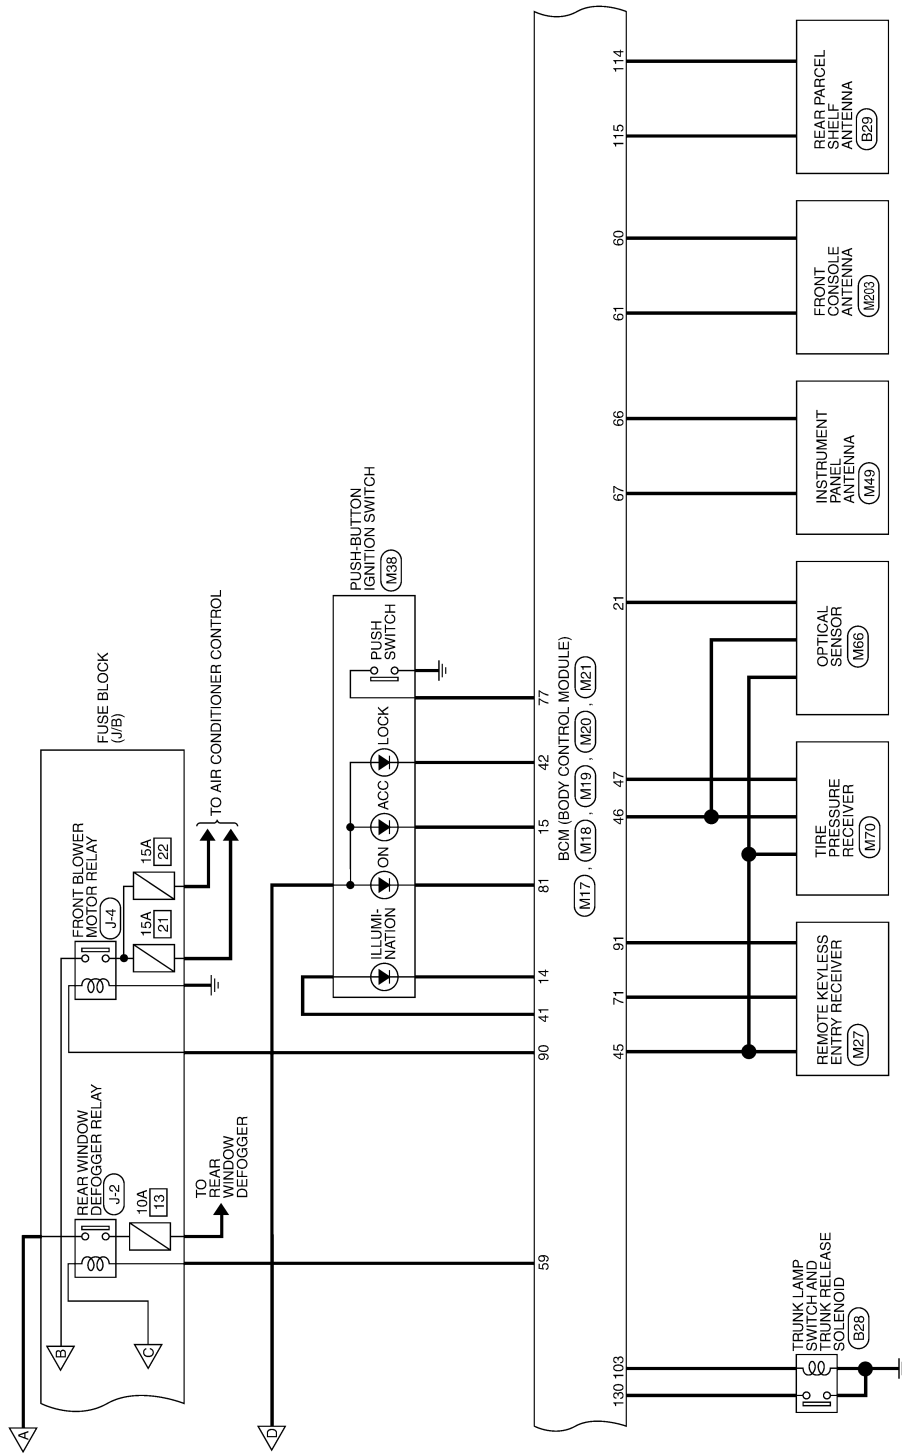 A
B
C
D
FUSE BLOCK
(J/B)
REAR WINDOW
DEFOGGER RELAY
J-2
10A
13
TO
REAR
WINDOW
DEFOGGER
FRONT BLOWER
MOTOR RELAY
J-4
15A
21
15A
22
TO AIR CONDITIONER CONTROL
PUSH-BUTTON
IGNITION SWITCH
M38
ILLUMI-
NATION
ON
ACC
LOCK
PUSH
SWITCH
59
90
41
14
81
15
42
77
BCM (BODY CONTROL MODULE)
M17 , M18 , M19 , M20 , M21
130
103
45
71
91
46
47
21
67
66
61
60
115
114
TRUNK LAMP
SWITCH AND
TRUNK RELEASE
SOLENOID
B28
REMOTE KEYLESS
ENTRY RECEIVER
M27
TIRE
PRESSURE
RECEIVER
M70
OPTICAL
SENSOR
M66
INSTRUMENT
PANEL
ANTENNA
M49
FRONT
CONSOLE
ANTENNA
M203
REAR PARCEL
SHELF
ANTENNA
B29